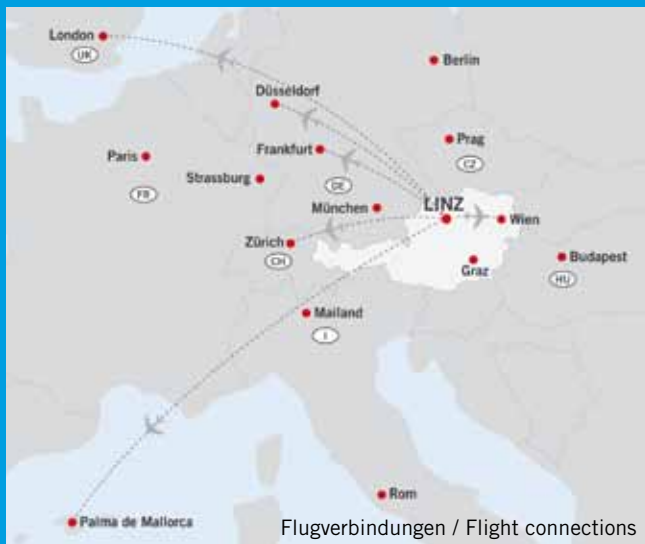 London
UK
Berlin
Düsseldorf
Prag
CZ
Paris
Frankfurt
FR
Strassburg
DE
München
LINZ
Wien
Zürich
CH
Graz
Budapest
HU
Mailand
I
Rom
Palma de Mallorca
Flugverbindungen / Flight connections